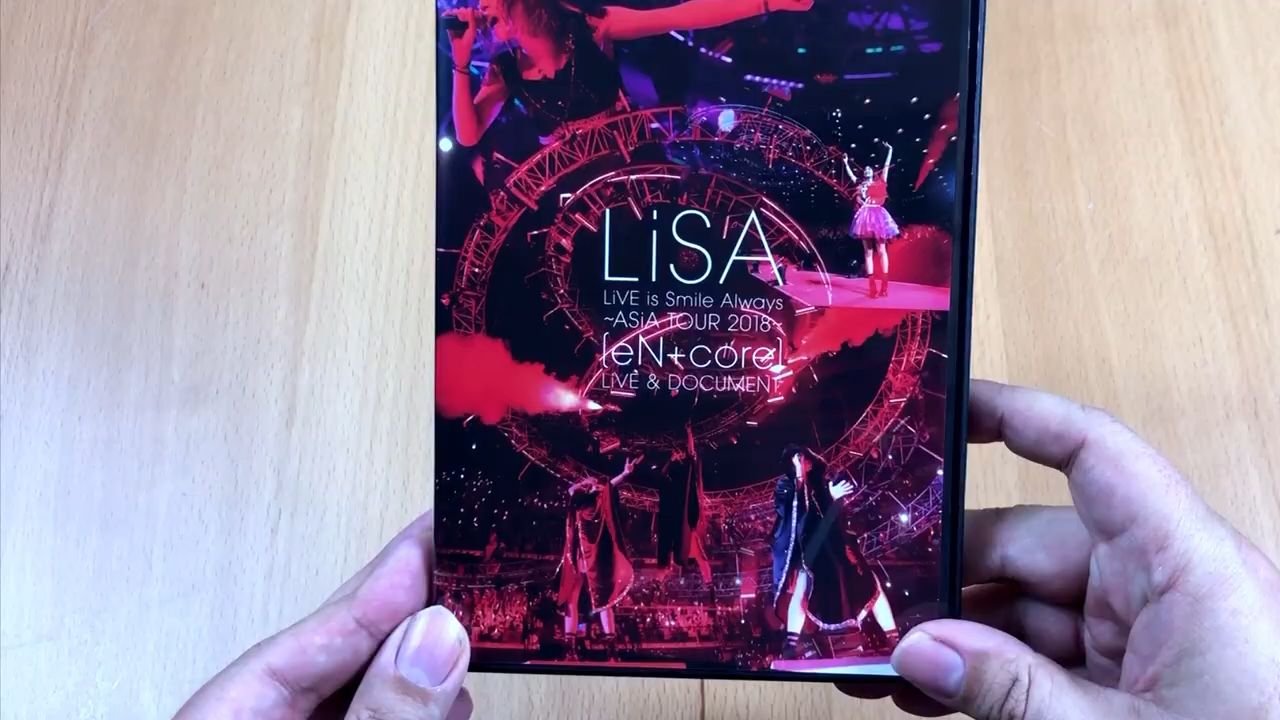 LiSA
LiVE is Smile Always
~ASiA TOUR 2018~
[eN+core]
LiVE & DOCUMENT